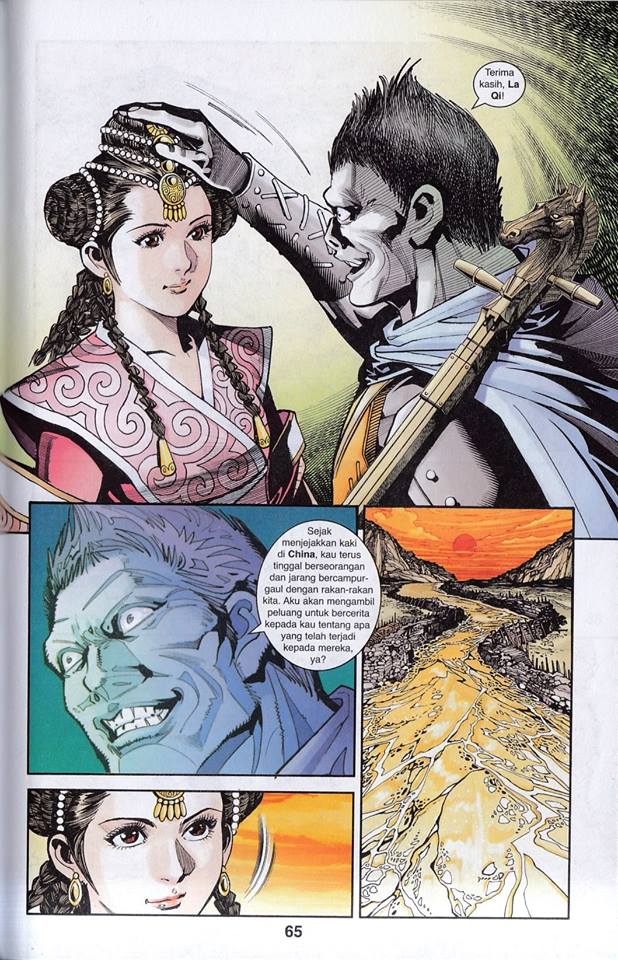 Terima
kasih, La
Qi!
Sejak
menjejakkan kaki
di China, kau terus
tinggal berseorangan
dan jarang bercampur-
gaul dengan rakan-rakan
kita. Aku akan mengambil
peluang untuk bercerita
kepada kau tentang apa
yang telah terjadi
kepada mereka,
ya?
65